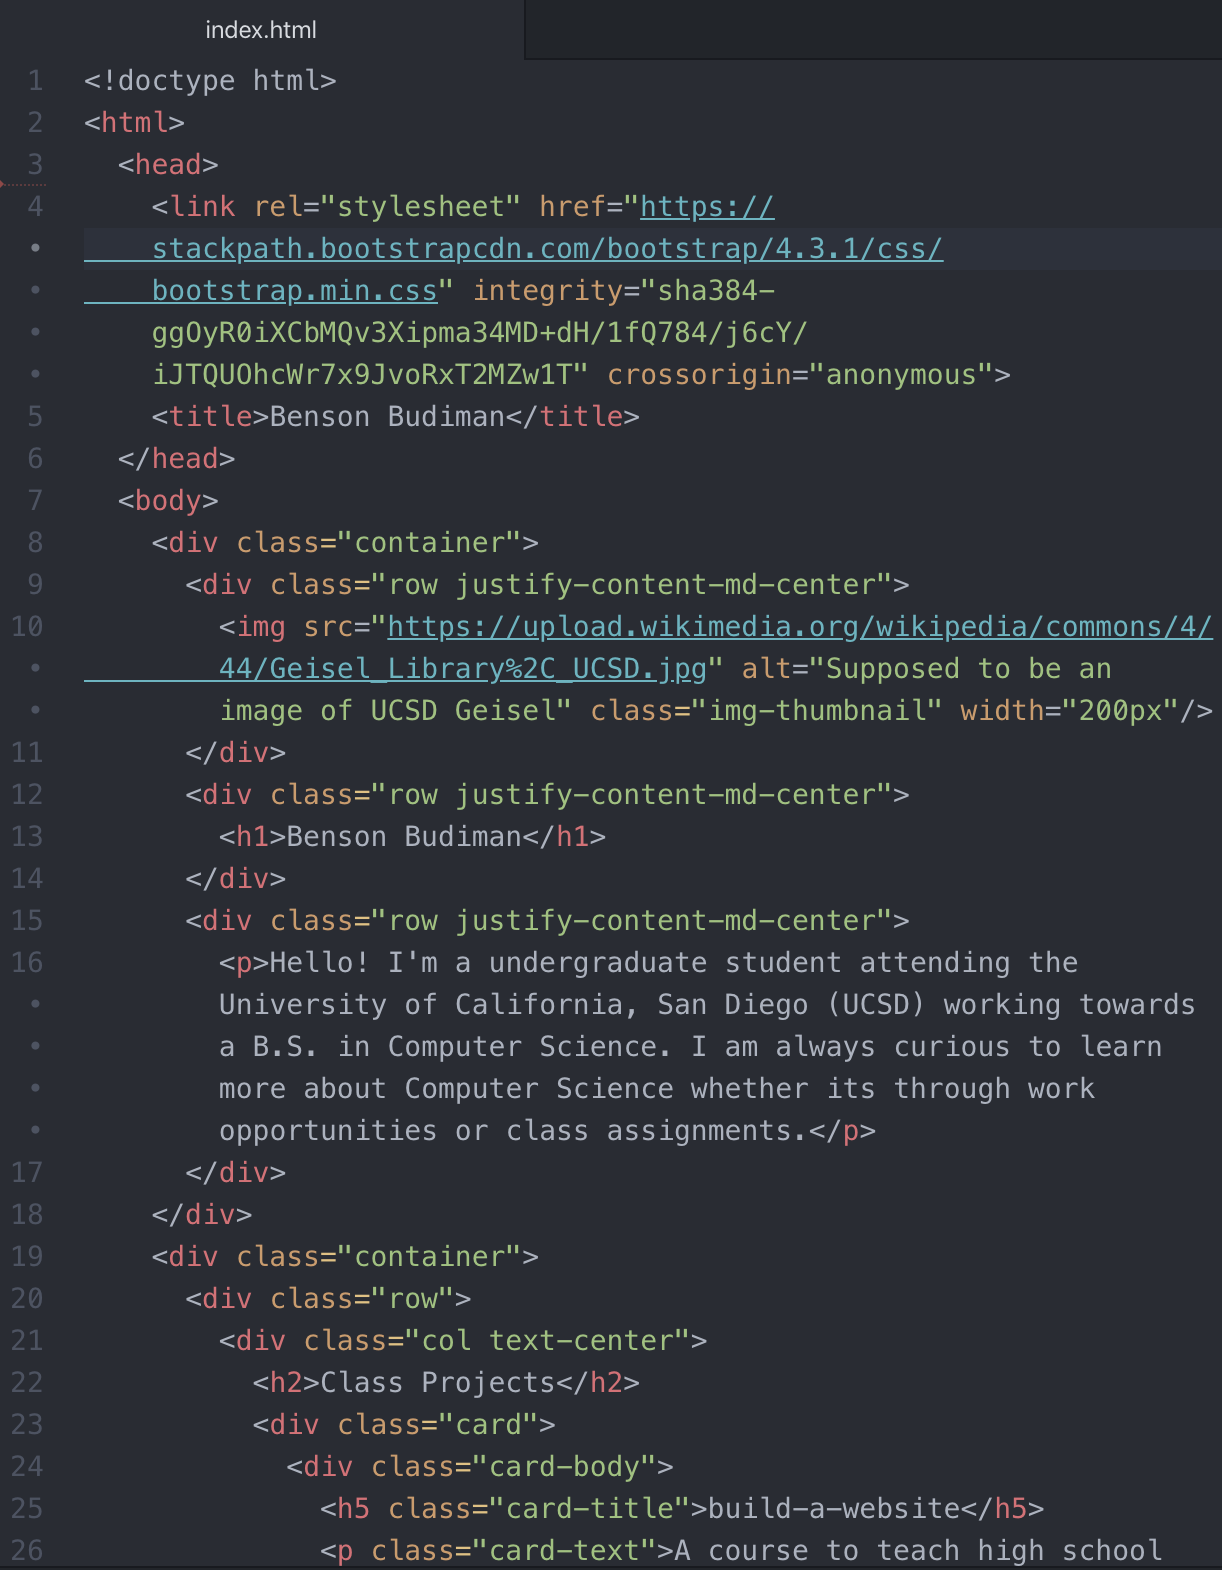 index.html
1 <!doctype html>
2 <html>
3 <head>
4 <link rel="stylesheet" href="https://
• stackpath.bootstrapcdn.com/bootstrap/4.3.1/css/
• bootstrap.min.css" integrity="sha384-
• ggOyR0iXCbMQv3Xipma34MD+dH/1fQ784/j6cY/
• iJTQUOhcWr7x9JvoRxT2MZw1T" crossorigin="anonymous">
5 <title>Benson Budiman</title>
6 </head>
7 <body>
8 <div class="container">
9 <div class="row justify-content-md-center">
10 <img src="https://upload.wikimedia.org/wikipedia/commons/4/
• 44/Geisel_Library%2C_UCSD.jpg" alt="Supposed to be an
• image of UCSD Geisel" class="img-thumbnail" width="200px"/>
11 </div>
12 <div class="row justify-content-md-center">
13 <h1>Benson Budiman</h1>
14 </div>
15 <div class="row justify-content-md-center">
16 <p>Hello! I'm a undergraduate student attending the
• University of California, San Diego (UCSD) working towards
• a B.S. in Computer Science. I am always curious to learn
• more about Computer Science whether its through work
• opportunities or class assignments.</p>
17 </div>
18 </div>
19 <div class="container">
20 <div class="row">
21 <div class="col text-center">
22 <h2>Class Projects</h2>
23 <div class="card">
24 <div class="card-body">
25 <h5 class="card-title">build-a-website</h5>
26 <p class="card-text">A course to teach high school